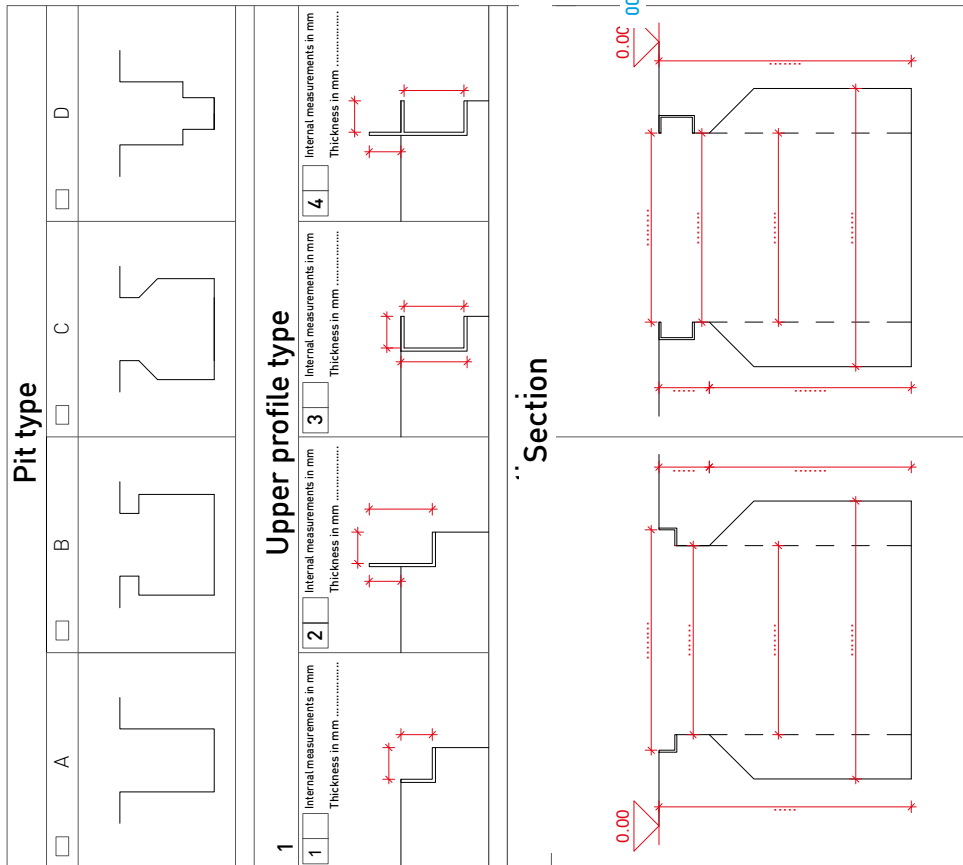 Pit type
A
B
C
D
Upper profile type
1
1
Internal measurements in mm
Thickness in mm ....................
2
Internal measurements in mm
Thickness in mm ....................
3
Internal measurements in mm
Thickness in mm ....................
4
Internal measurements in mm
Thickness in mm ....................
Section
0.00